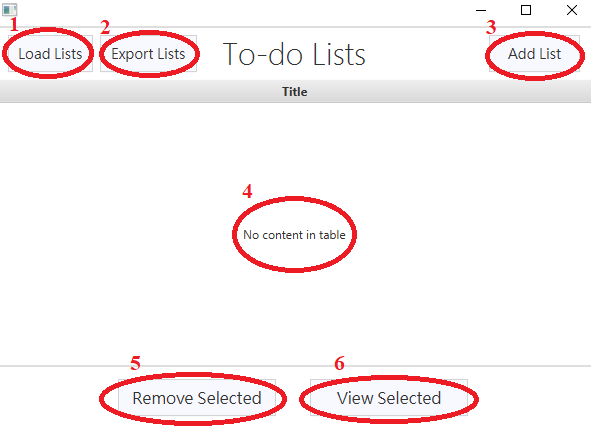 1 2 3
Load Lists Export Lists To-do Lists Add List
Title
4
No content in table
5 6
Remove Selected View Selected